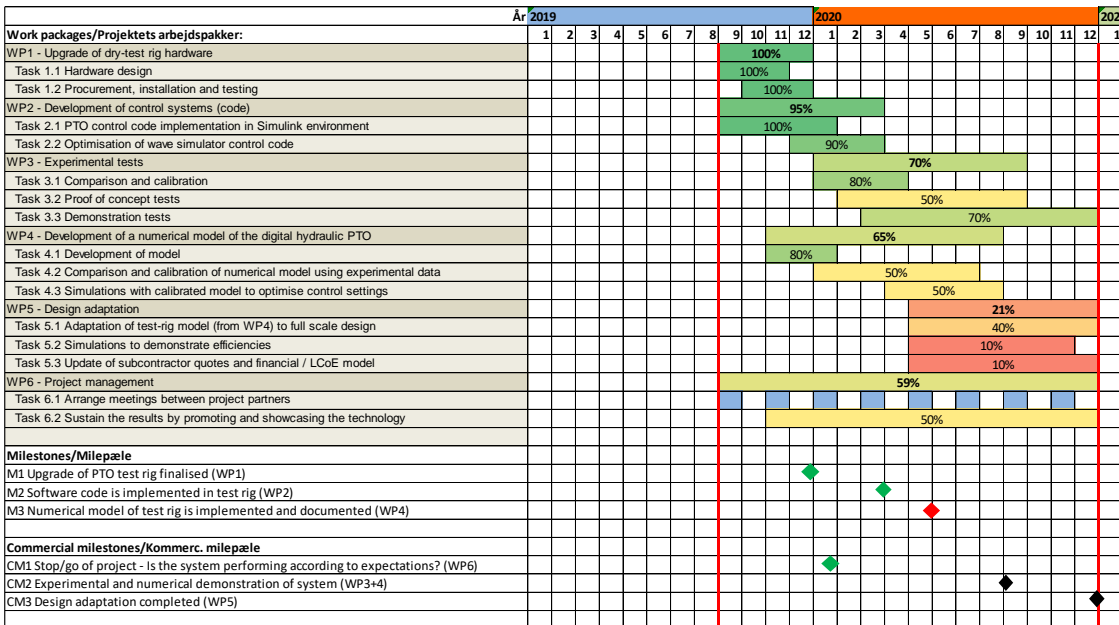 År 2019 2020 202
Work packages/Projektets arbejdspakker: 1 2 3 4 5 6 7 8 9 10 11 12 1 2 3 4 5 6 7 8 9 10 11 12 1
WP1 - Upgrade of dry-test rig hardware 100%
Task 1.1 Hardware design 100%
Task 1.2 Procurement, installation and testing 100%
WP2 - Development of control systems (code) 95%
Task 2.1 PTO control code implementation in Simulink environment 100%
Task 2.2 Optimisation of wave simulator control code 90%
WP3 - Experimental tests 70%
Task 3.1 Comparison and calibration 80%
Task 3.2 Proof of concept tests 50%
Task 3.3 Demonstration tests 70%
WP4 - Development of a numerical model of the digital hydraulic PTO 65%
Task 4.1 Development of model 80%
Task 4.2 Comparison and calibration of numerical model using experimental data 50%
Task 4.3 Simulations with calibrated model to optimise control settings 50%
WP5 - Design adaptation 21%
Task 5.1 Adaptation of test-rig model (from WP4) to full scale design 40%
Task 5.2 Simulations to demonstrate efficiencies 10%
Task 5.3 Update of subcontractor quotes and financial / LCoE model 10%
WP6 - Project management 59%
Task 6.1 Arrange meetings between project partners
Task 6.2 Sustain the results by promoting and showcasing the technology 50%
Milestones/Milepæle
M1 Upgrade of PTO test rig finalised (WP1)
M2 Software code is implemented in test rig (WP2)
M3 Numerical model of test rig is implemented and documented (WP4)
Commercial milestones/Kommerc. milepæle
CM1 Stop/go of project - Is the system performing according to expectations? (WP6)
CM2 Experimental and numerical demonstration of system (WP3+4)
CM3 Design adaptation completed (WP5)